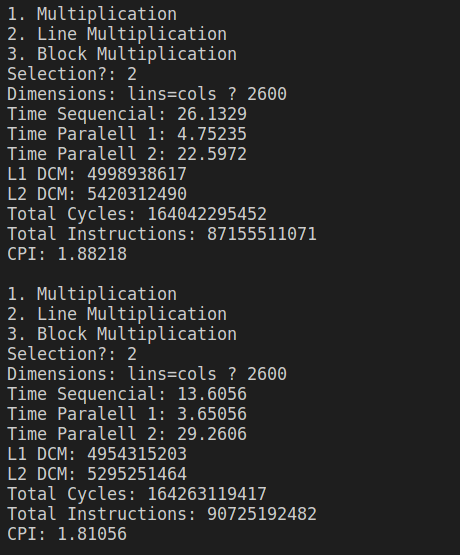 1. Multiplication
2. Line Multiplication
3. Block Multiplication
Selection?: 2
Dimensions: lins=cols ? 2600
Time Sequencial: 26.1329
Time Paralell 1: 4.75235
Time Paralell 2: 22.5972
L1 DCM: 4998938617
L2 DCM: 5420312490
Total Cycles: 164042295452
Total Instructions: 87155511071
CPI: 1.88218

1. Multiplication
2. Line Multiplication
3. Block Multiplication
Selection?: 2
Dimensions: lins=cols ? 2600
Time Sequencial: 13.6056
Time Paralell 1: 3.65056
Time Paralell 2: 29.2606
L1 DCM: 4954315203
L2 DCM: 5295251464
Total Cycles: 164263119417
Total Instructions: 90725192482
CPI: 1.81056